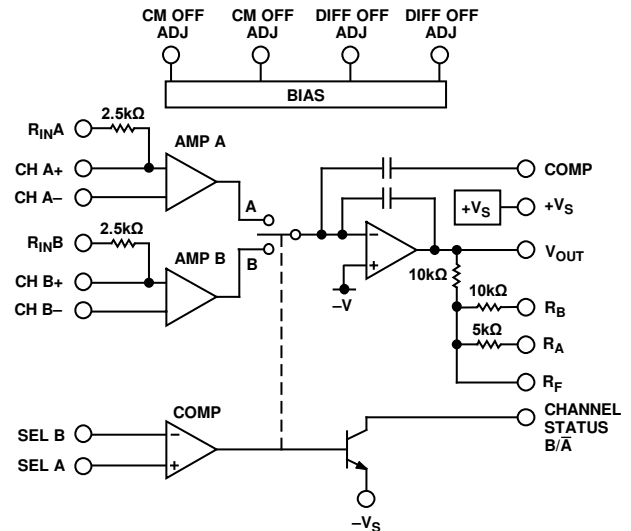 CM OFF ADJ
CM OFF ADJ
DIFF OFF ADJ
DIFF OFF ADJ
BIAS
2.5kΩ
RINA
AMP A
CH A+
CH A–
COMP
A
+VS
+VS
2.5kΩ
RINB
AMP B
B
–
+
VOUT
CH B+
CH B–
–V
10kΩ
10kΩ
RB
5kΩ
RA
RF
COMP
CHANNEL
STATUS
B/A̅
SEL B
–
SEL A
+
–VS